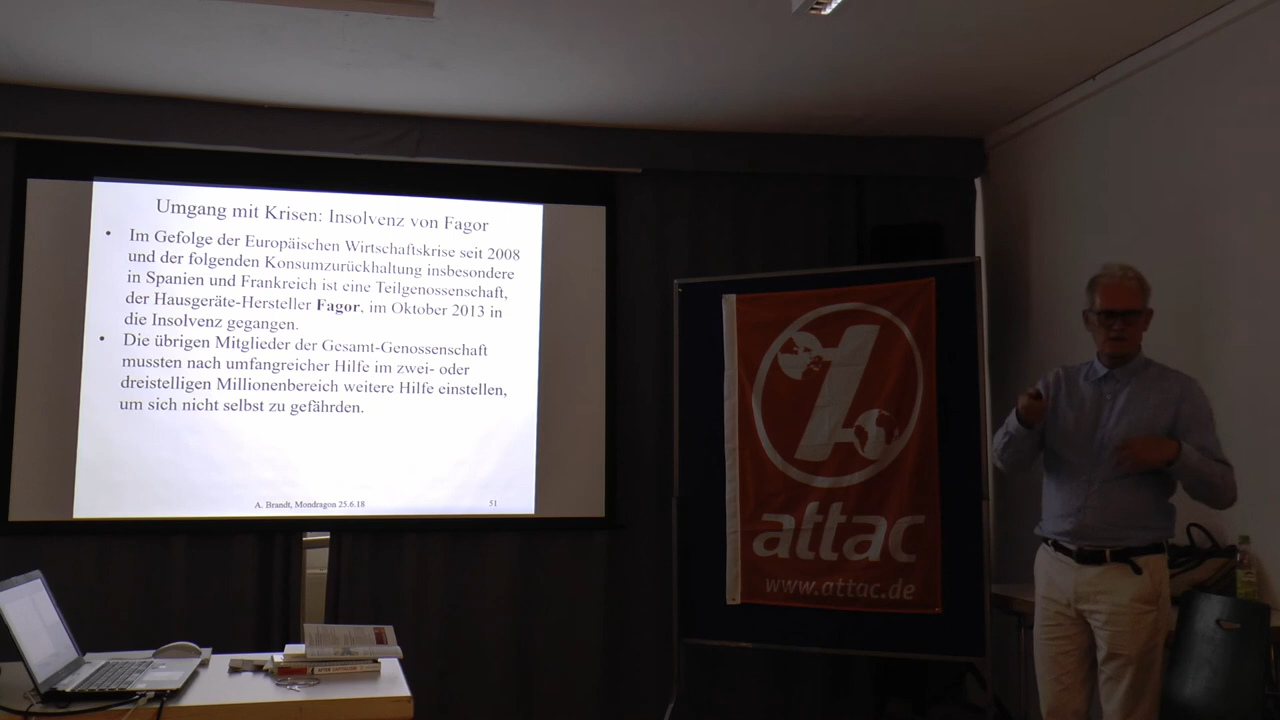 Umgang mit Krisen: Insolvenz von Fagor
• Im Gefolge der Europäischen Wirtschaftskrise seit 2008
und der folgenden Konsumzurückhaltung insbesondere
in Spanien und Frankreich ist eine Teilgenossenschaft,
der Hausgeräte-Hersteller Fagor, im Oktober 2013 in
die Insolvenz gegangen.
• Die übrigen Mitglieder der Gesamt-Genossenschaft
mussten nach umfangreicher Hilfe im zwei- oder
dreistelligen Millionenbereich weitere Hilfe einstellen,
um sich nicht selbst zu gefährden.
A. Brandt, Mondragon 25.6.18
51
attac
www.attac.de
AFTER CAPITALISM